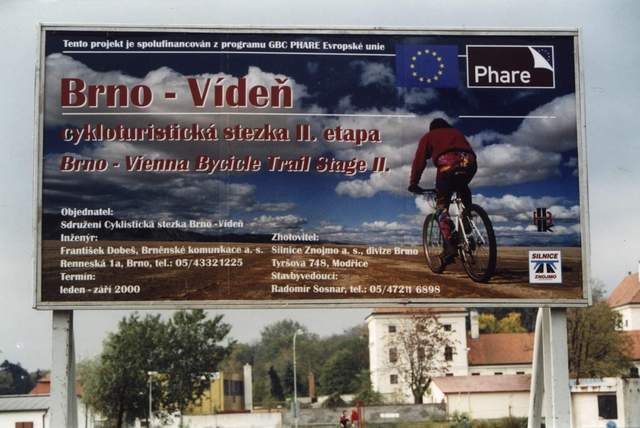 Tento projekt je spolufinancován z programu GBC PHARE Evropské unie
Phare
Brno - Vídeň
cykloturistická stezka II. etapa
Brno - Vienna Bycicle Trail Stage II.
Objednatel:
Sdružení Cyklistická stezka Brno -Vídeň
Inženýr:
František Dobeš, Brněnské komunkace a. s.
Renneská 1a, Brno, tel.: 05/43321225
Termín:
leden- září 2000
Zhotovitel:
Silnice Znojmo a. s., divize Brno
Tyršova 748, Modřice
Stavbyvedoucí:
Radomír Sosnar, tel.: 05/47211 6898
SILNICE
ZNOJMO